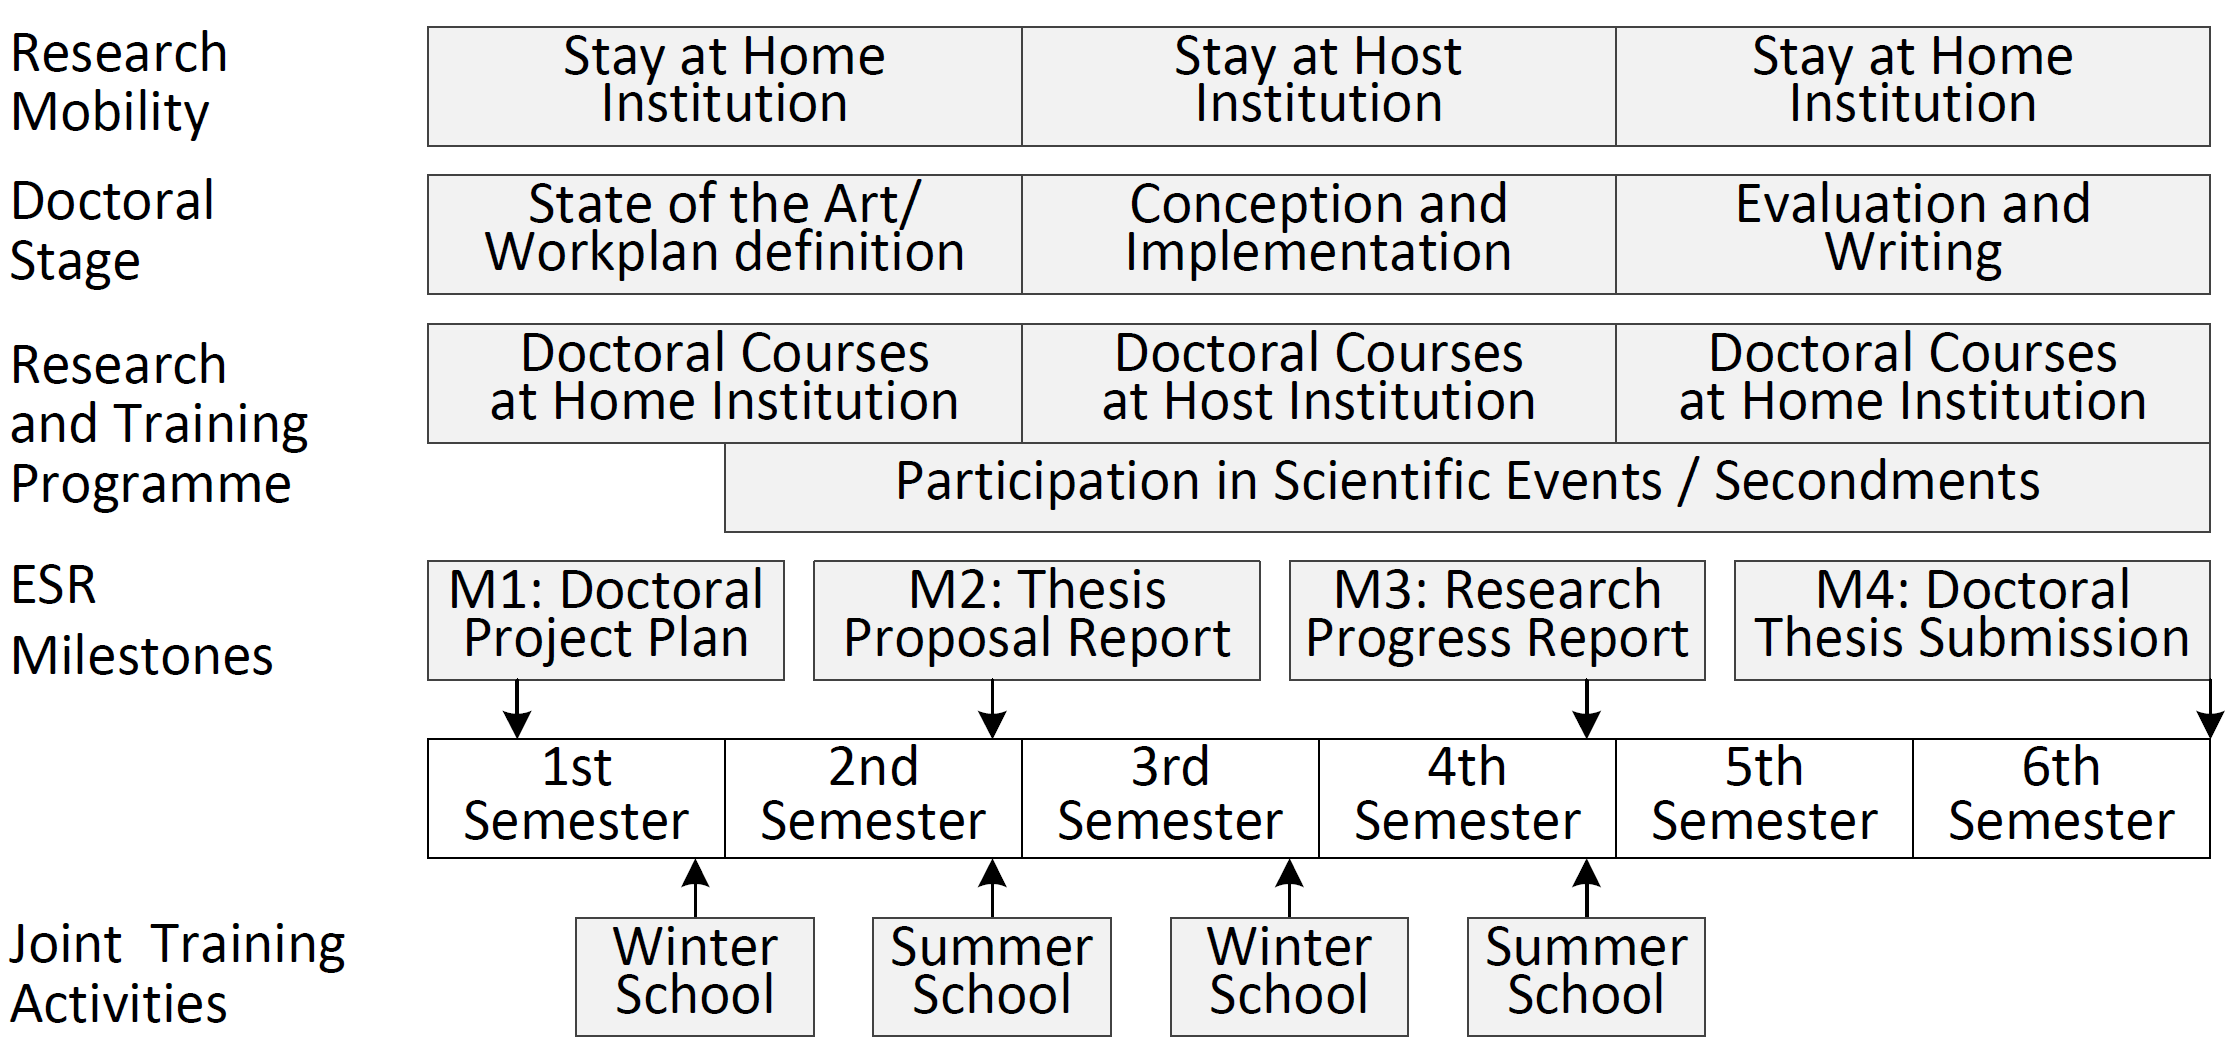 Research
Mobility
Stay at Home
Institution
Stay at Host
Institution
Stay at Home
Institution
Doctoral
Stage
State of the Art/
Workplan definition
Conception and
Implementation
Evaluation and
Writing
Research
and Training
Programme
Doctoral Courses
at Home Institution
Doctoral Courses
at Host Institution
Doctoral Courses
at Home Institution
Participation in Scientific Events / Secondments
ESR
Milestones
M1: Doctoral
Project Plan
M2: Thesis
Proposal Report
M3: Research
Progress Report
M4: Doctoral
Thesis Submission
1st
Semester
2nd
Semester
3rd
Semester
4th
Semester
5th
Semester
6th
Semester
Joint Training
Activities
Winter
School
Summer
School
Winter
School
Summer
School